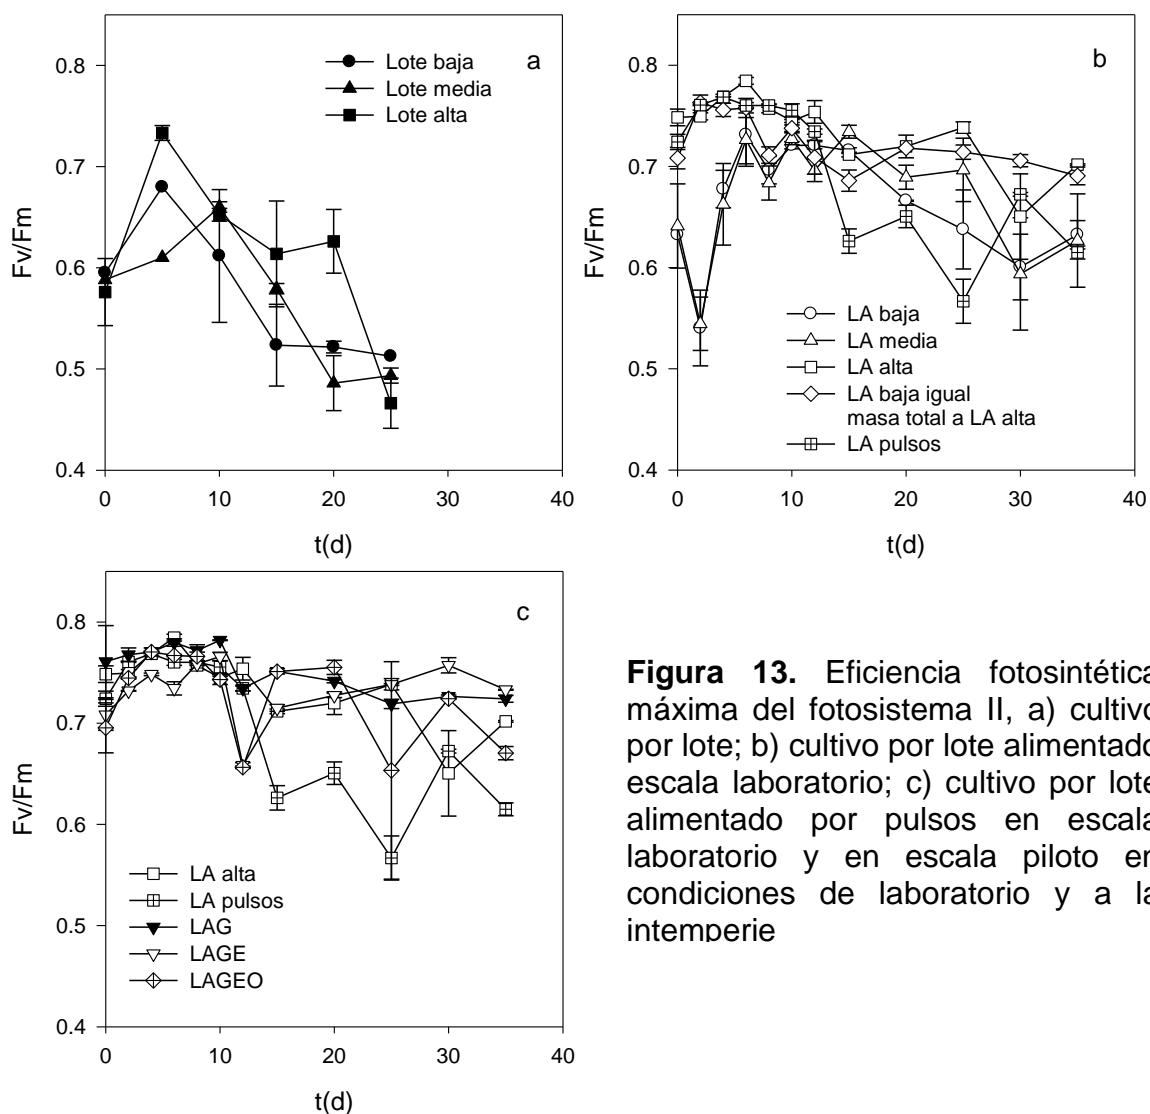 a
Lote baja
Lote media
Lote alta
0.8
0.7
0.6
0.5
0.4
Fv/Fm
0 10 20 30 40
t(d)
b
0.8
0.7
0.6
0.5
0.4
Fv/Fm
LA baja
LA media
LA alta
LA baja igual
masa total a LA alta
LA pulsos
0 10 20 30 40
t(d)
c
0.8
0.7
0.6
0.5
0.4
Fv/Fm
LA alta
LA pulsos
LAG
LAGE
LAGEO
0 10 20 30 40
t(d)
Figura 13. Eficiencia fotosintética
máxima del fotosistema II, a) cultivo
por lote; b) cultivo por lote alimentado
escala laboratorio; c) cultivo por lote
alimentado por pulsos en escala
laboratorio y en escala piloto en
condiciones de laboratorio y a la
intemperie